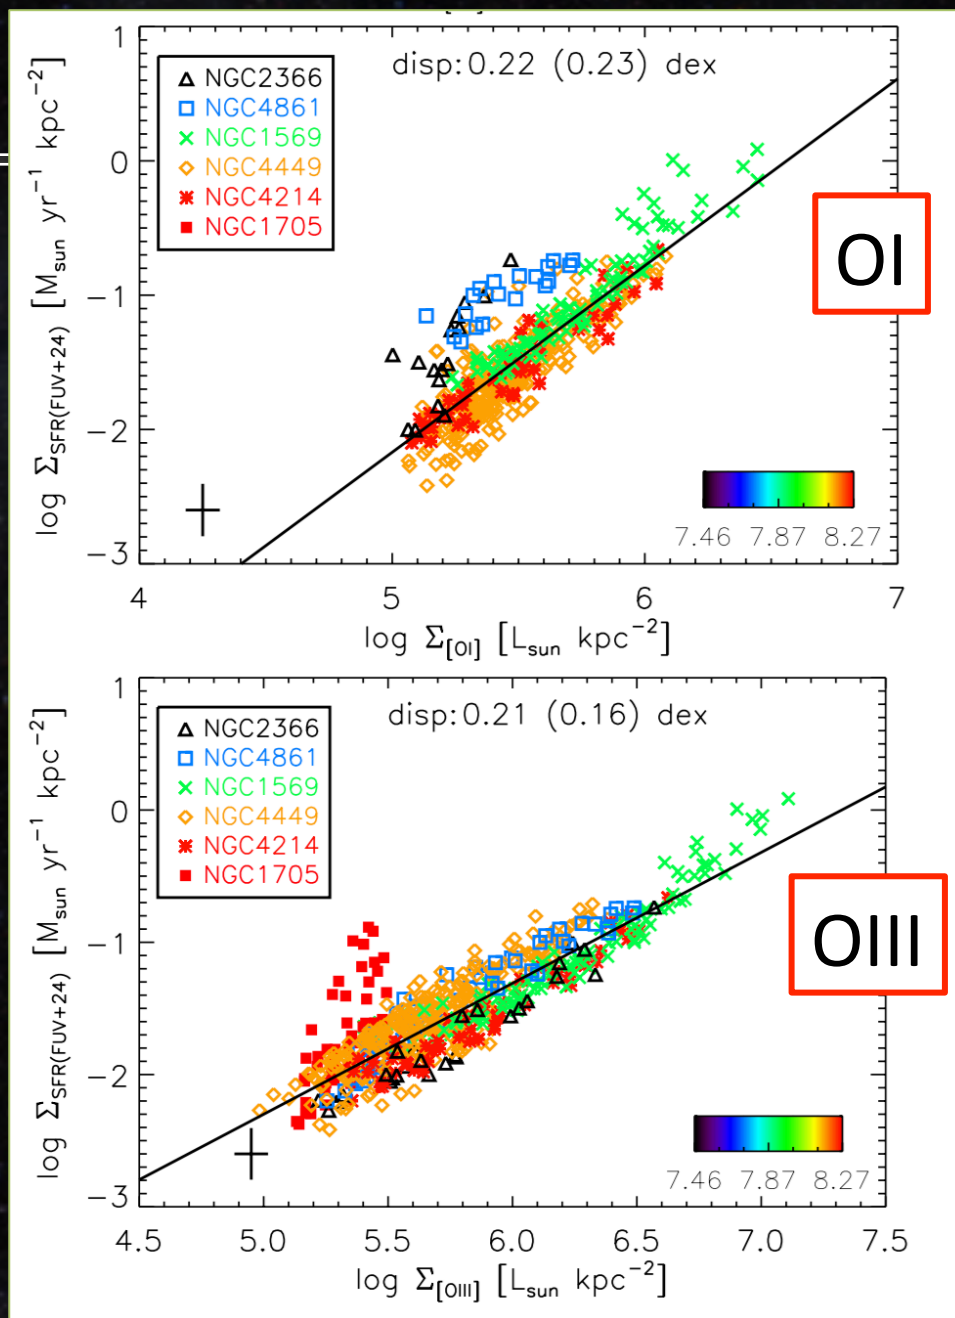 disp:0.22 (0.23) dex
NGC2366
NGC4861
NGC1569
NGC4449
NGC4214
NGC1705
OI
1
0
−1
−2
−3
log Σ_SFR(FUV+24) [M_sun yr⁻¹ kpc⁻²]
7.46 7.87 8.27
4 5 6 7
log Σ_[OI] [L_sun kpc⁻²]
disp:0.21 (0.16) dex
NGC2366
NGC4861
NGC1569
NGC4449
NGC4214
NGC1705
OIII
1
0
−1
−2
−3
log Σ_SFR(FUV+24) [M_sun yr⁻¹ kpc⁻²]
7.46 7.87 8.27
4.5 5.0 5.5 6.0 6.5 7.0 7.5
log Σ_[OIII] [L_sun kpc⁻²]